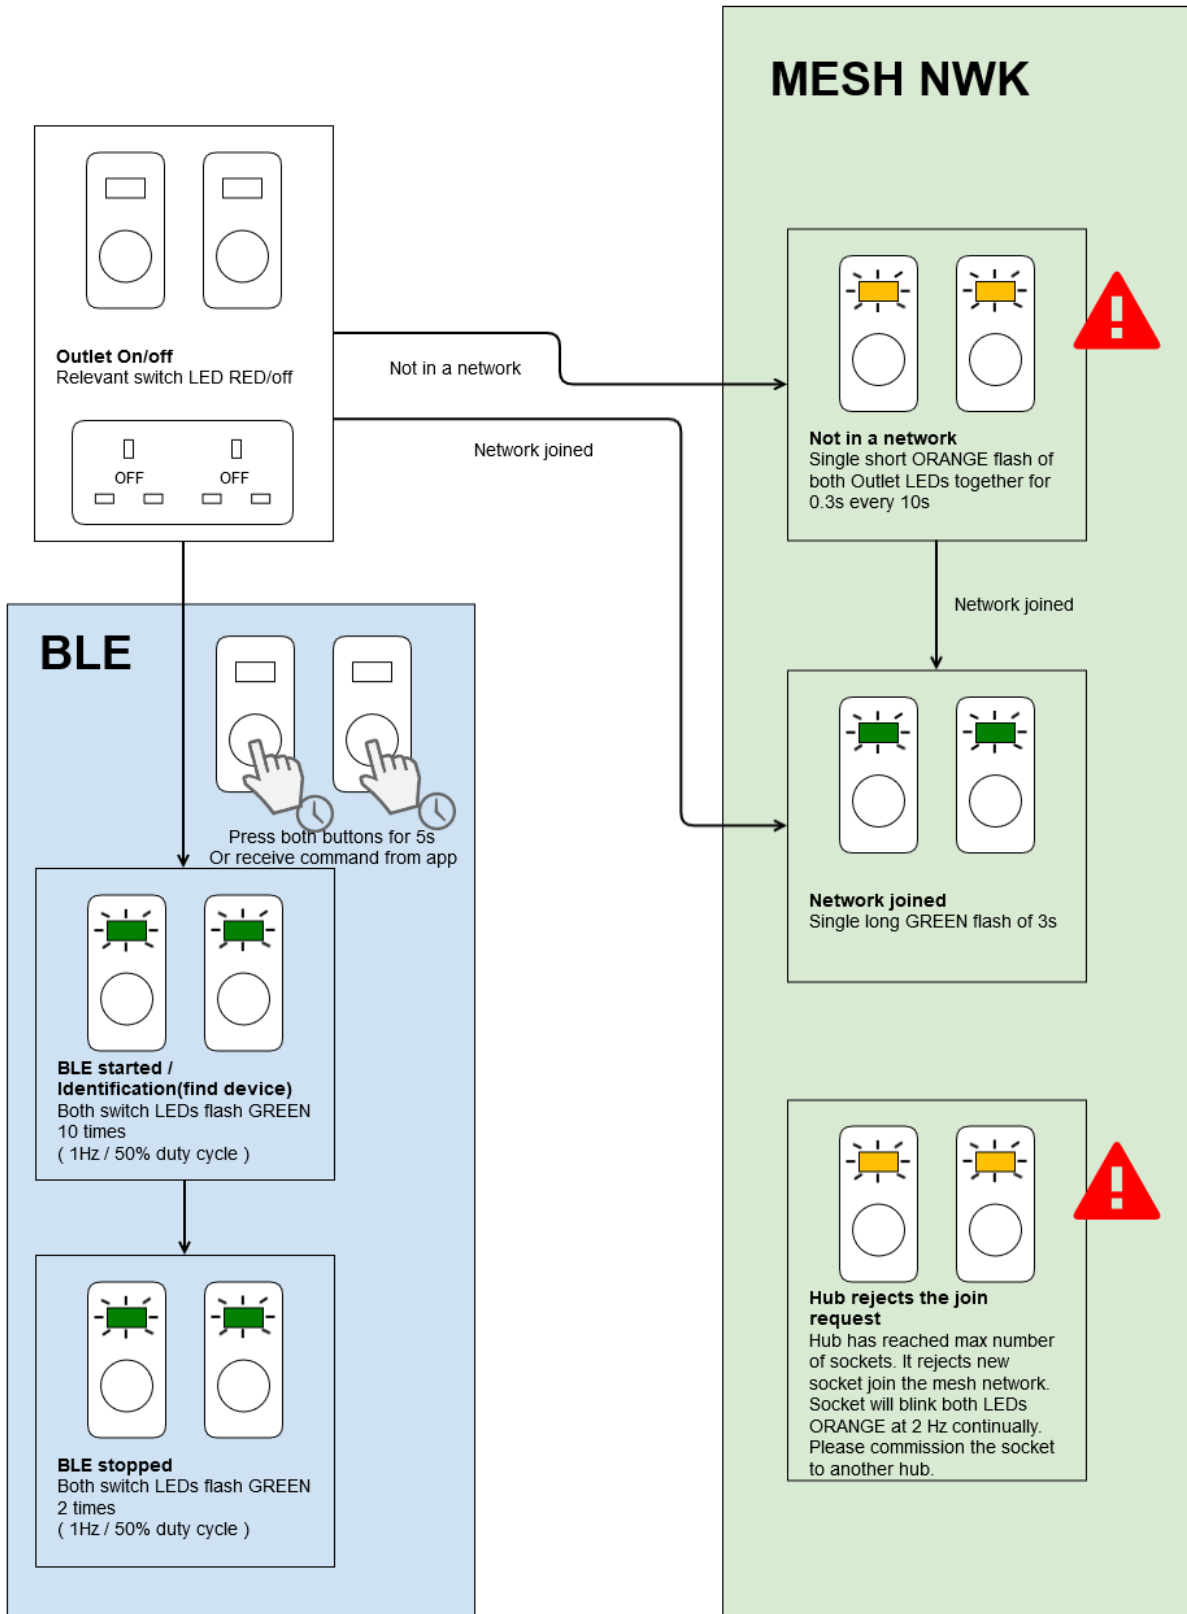 MESH NWK
Outlet On/off
Relevant switch LED RED/off
OFF
OFF
Not in a network
Network joined
Not in a network
Single short ORANGE flash of
both Outlet LEDs together for
0.3s every 10s
Network joined
Network joined
Single long GREEN flash of 3s
Hub rejects the join
request
Hub has reached max number
of sockets. It rejects new
socket join the mesh network.
Socket will blink both LEDs
ORANGE at 2 Hz continually.
Please commission the socket
to another hub.
BLE
Press both buttons for 5s
Or receive command from app
BLE started /
Identification(find device)
Both switch LEDs flash GREEN
10 times
( 1Hz / 50% duty cycle )
BLE stopped
Both switch LEDs flash GREEN
2 times
( 1Hz / 50% duty cycle )